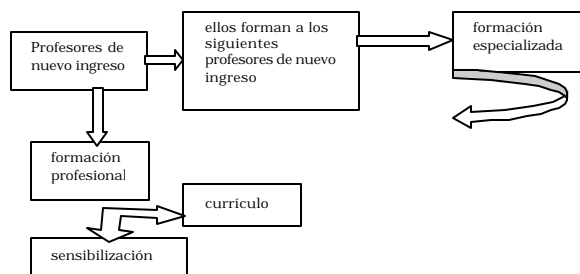 Profesores de
nuevo ingreso
ellos forman a los
siguientes
profesores de nuevo
ingreso
formación
especializada
formación
profesional
currículo
sensibilización